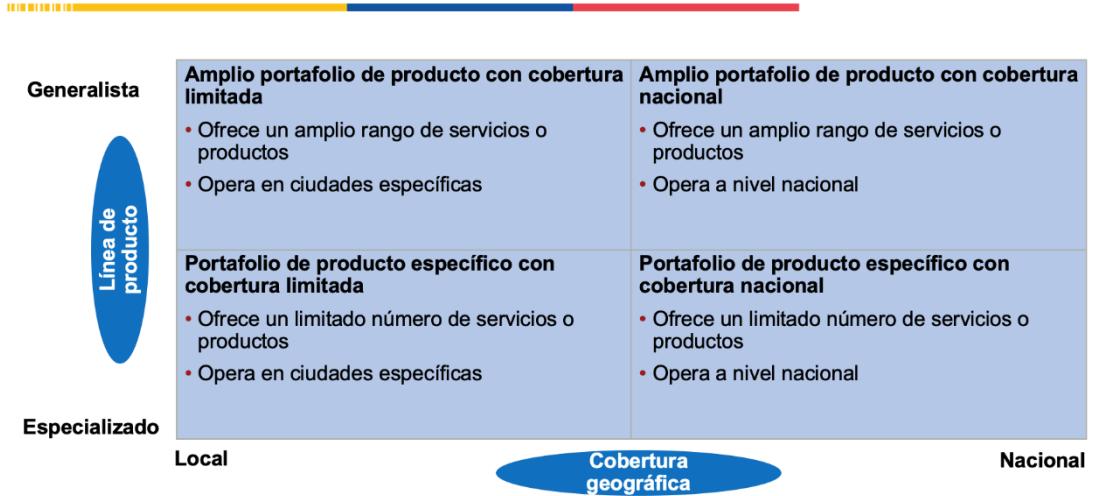 Generalista
Amplio portafolio de producto con cobertura
limitada
• Ofrece un amplio rango de servicios o
productos
• Opera en ciudades específicas
Amplio portafolio de producto con cobertura
nacional
• Ofrece un amplio rango de servicios o
productos
• Opera a nivel nacional
Línea de
producto
Portafolio de producto específico con
cobertura limitada
• Ofrece un limitado número de servicios o
productos
• Opera en ciudades específicas
Portafolio de producto específico con
cobertura nacional
• Ofrece un limitado número de servicios o
productos
• Opera a nivel nacional
Especializado
Local
Cobertura
geográfica
Nacional